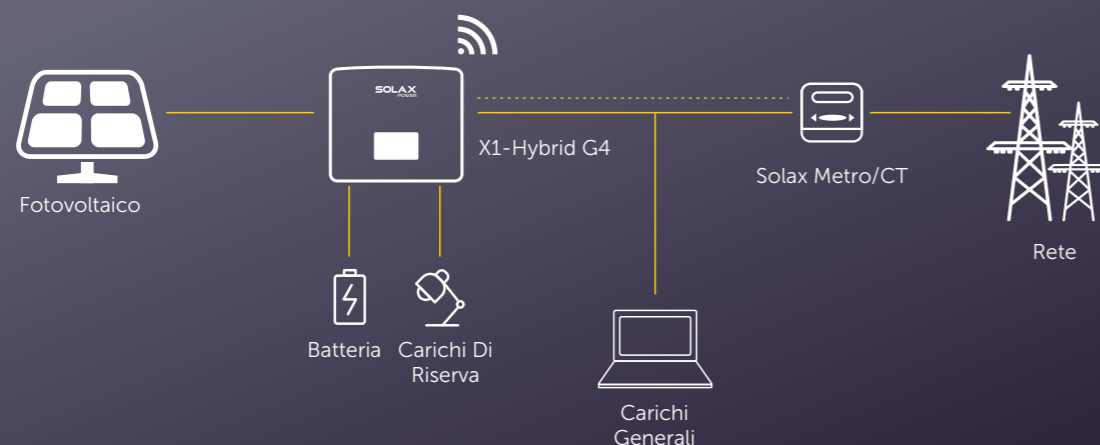 SOLAX
POWER
X1-Hybrid G4
Solax Metro/CT
Fotovoltaico
Rete
Batteria
Carichi Di
Riserva
Carichi
Generali